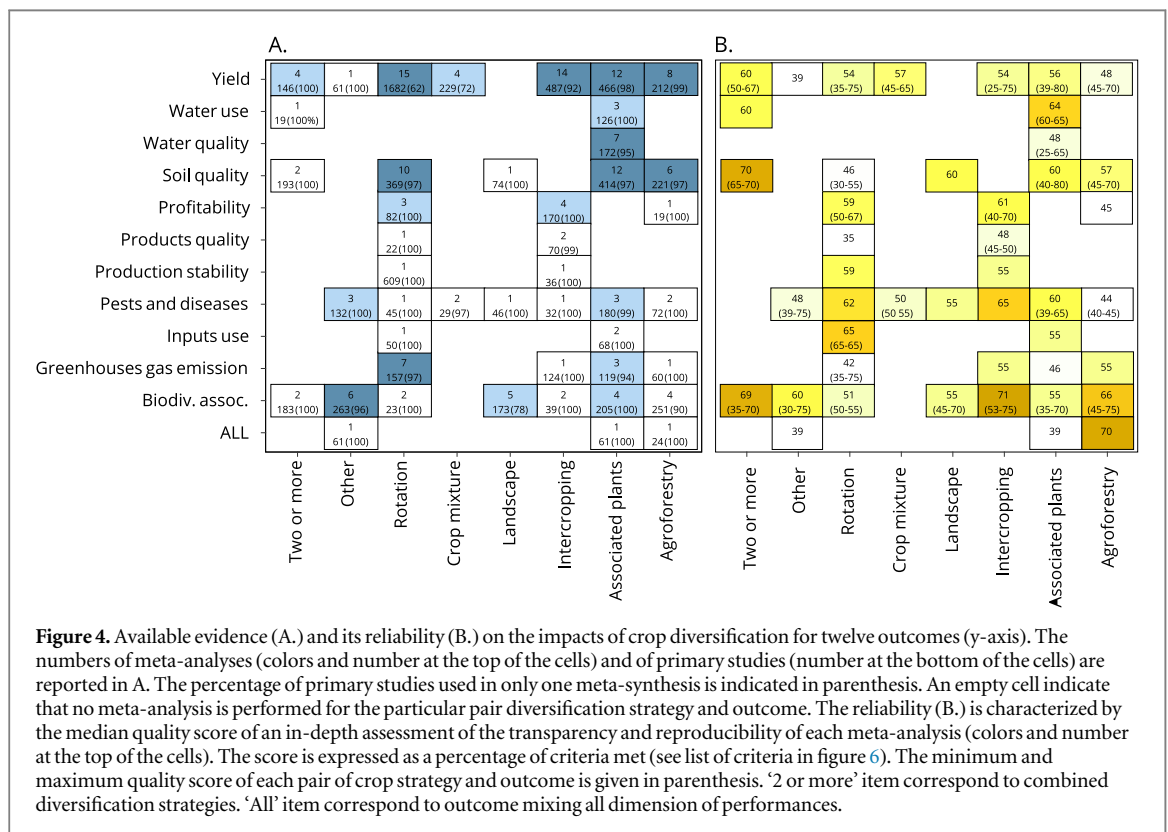 A.
B.
Yield
4 1 15 4 14 12 8
146(100) 61(100) 1682(62) 229(72) 487(92) 466(98) 212(99)
60 39 54 57 54 56 48
(50-67) (35-75) (45-65) (25-75) (39-80) (45-70)
Water use
1 3
19(100%) 126(100)
60 64
(60-65)
Water quality
7
172(95)
48
(25-65)
Soil quality
2 10 1 12 6
193(100) 369(97) 74(100) 414(97) 221(97)
70 46 60 60 57
(65-70) (30-55) (40-80) (45-70)
Profitability
3 4 1
82(100) 170(100) 19(100)
59 61 45
(50-67) (40-70)
Products quality
1 2
22(100) 70(99)
35 48
(45-50)
Production stability
1 1
609(100) 36(100)
59 55
Pests and diseases
3 1 2 1 1 3 2
132(100) 45(100) 29(97) 46(100) 32(100) 180(99) 72(100)
48 62 50 55 65 60 44
(39-75) (50 55) (39-65) (40-45)
Inputs use
1 2
50(100) 68(100)
65 55
(65-65)
Greenhouses gas emission
7 1 3 1
157(97) 124(100) 119(94) 60(100)
42 55 46 55
(35-75)
Biodiv. assoc.
2 6 2 5 2 4 4
183(100) 263(96) 23(100) 173(78) 39(100) 205(100) 251(90)
69 60 51 55 71 55 66
(35-70) (30-75) (50-55) (45-70) (53-75) (35-70) (45-75)
ALL
1 1 1
61(100) 61(100) 24(100)
39 39 70
Two or more
Other
Rotation
Crop mixture
Landscape
Intercropping
Associated plants
Agroforestry
Two or more
Other
Rotation
Crop mixture
Landscape
Intercropping
Associated plants
Agroforestry
Figure 4. Available evidence (A.) and its reliability (B.) on the impacts of crop diversification for twelve outcomes (y-axis). The
numbers of meta-analyses (colors and number at the top of the cells) and of primary studies (number at the bottom of the cells) are
reported in A. The percentage of primary studies used in only one meta-synthesis is indicated in parenthesis. An empty cell indicate
that no meta-analysis is performed for the particular pair diversification strategy and outcome. The reliability (B.) is characterized by
the median quality score of an in-depth assessment of the transparency and reproducibility of each meta-analysis (colors and number
at the top of the cells). The score is expressed as a percentage of criteria met (see list of criteria in figure 6). The minimum and
maximum quality score of each pair of crop strategy and outcome is given in parenthesis. ‘2 or more’ item correspond to combined
diversification strategies. ‘All’ item correspond to outcome mixing all dimension of performances.